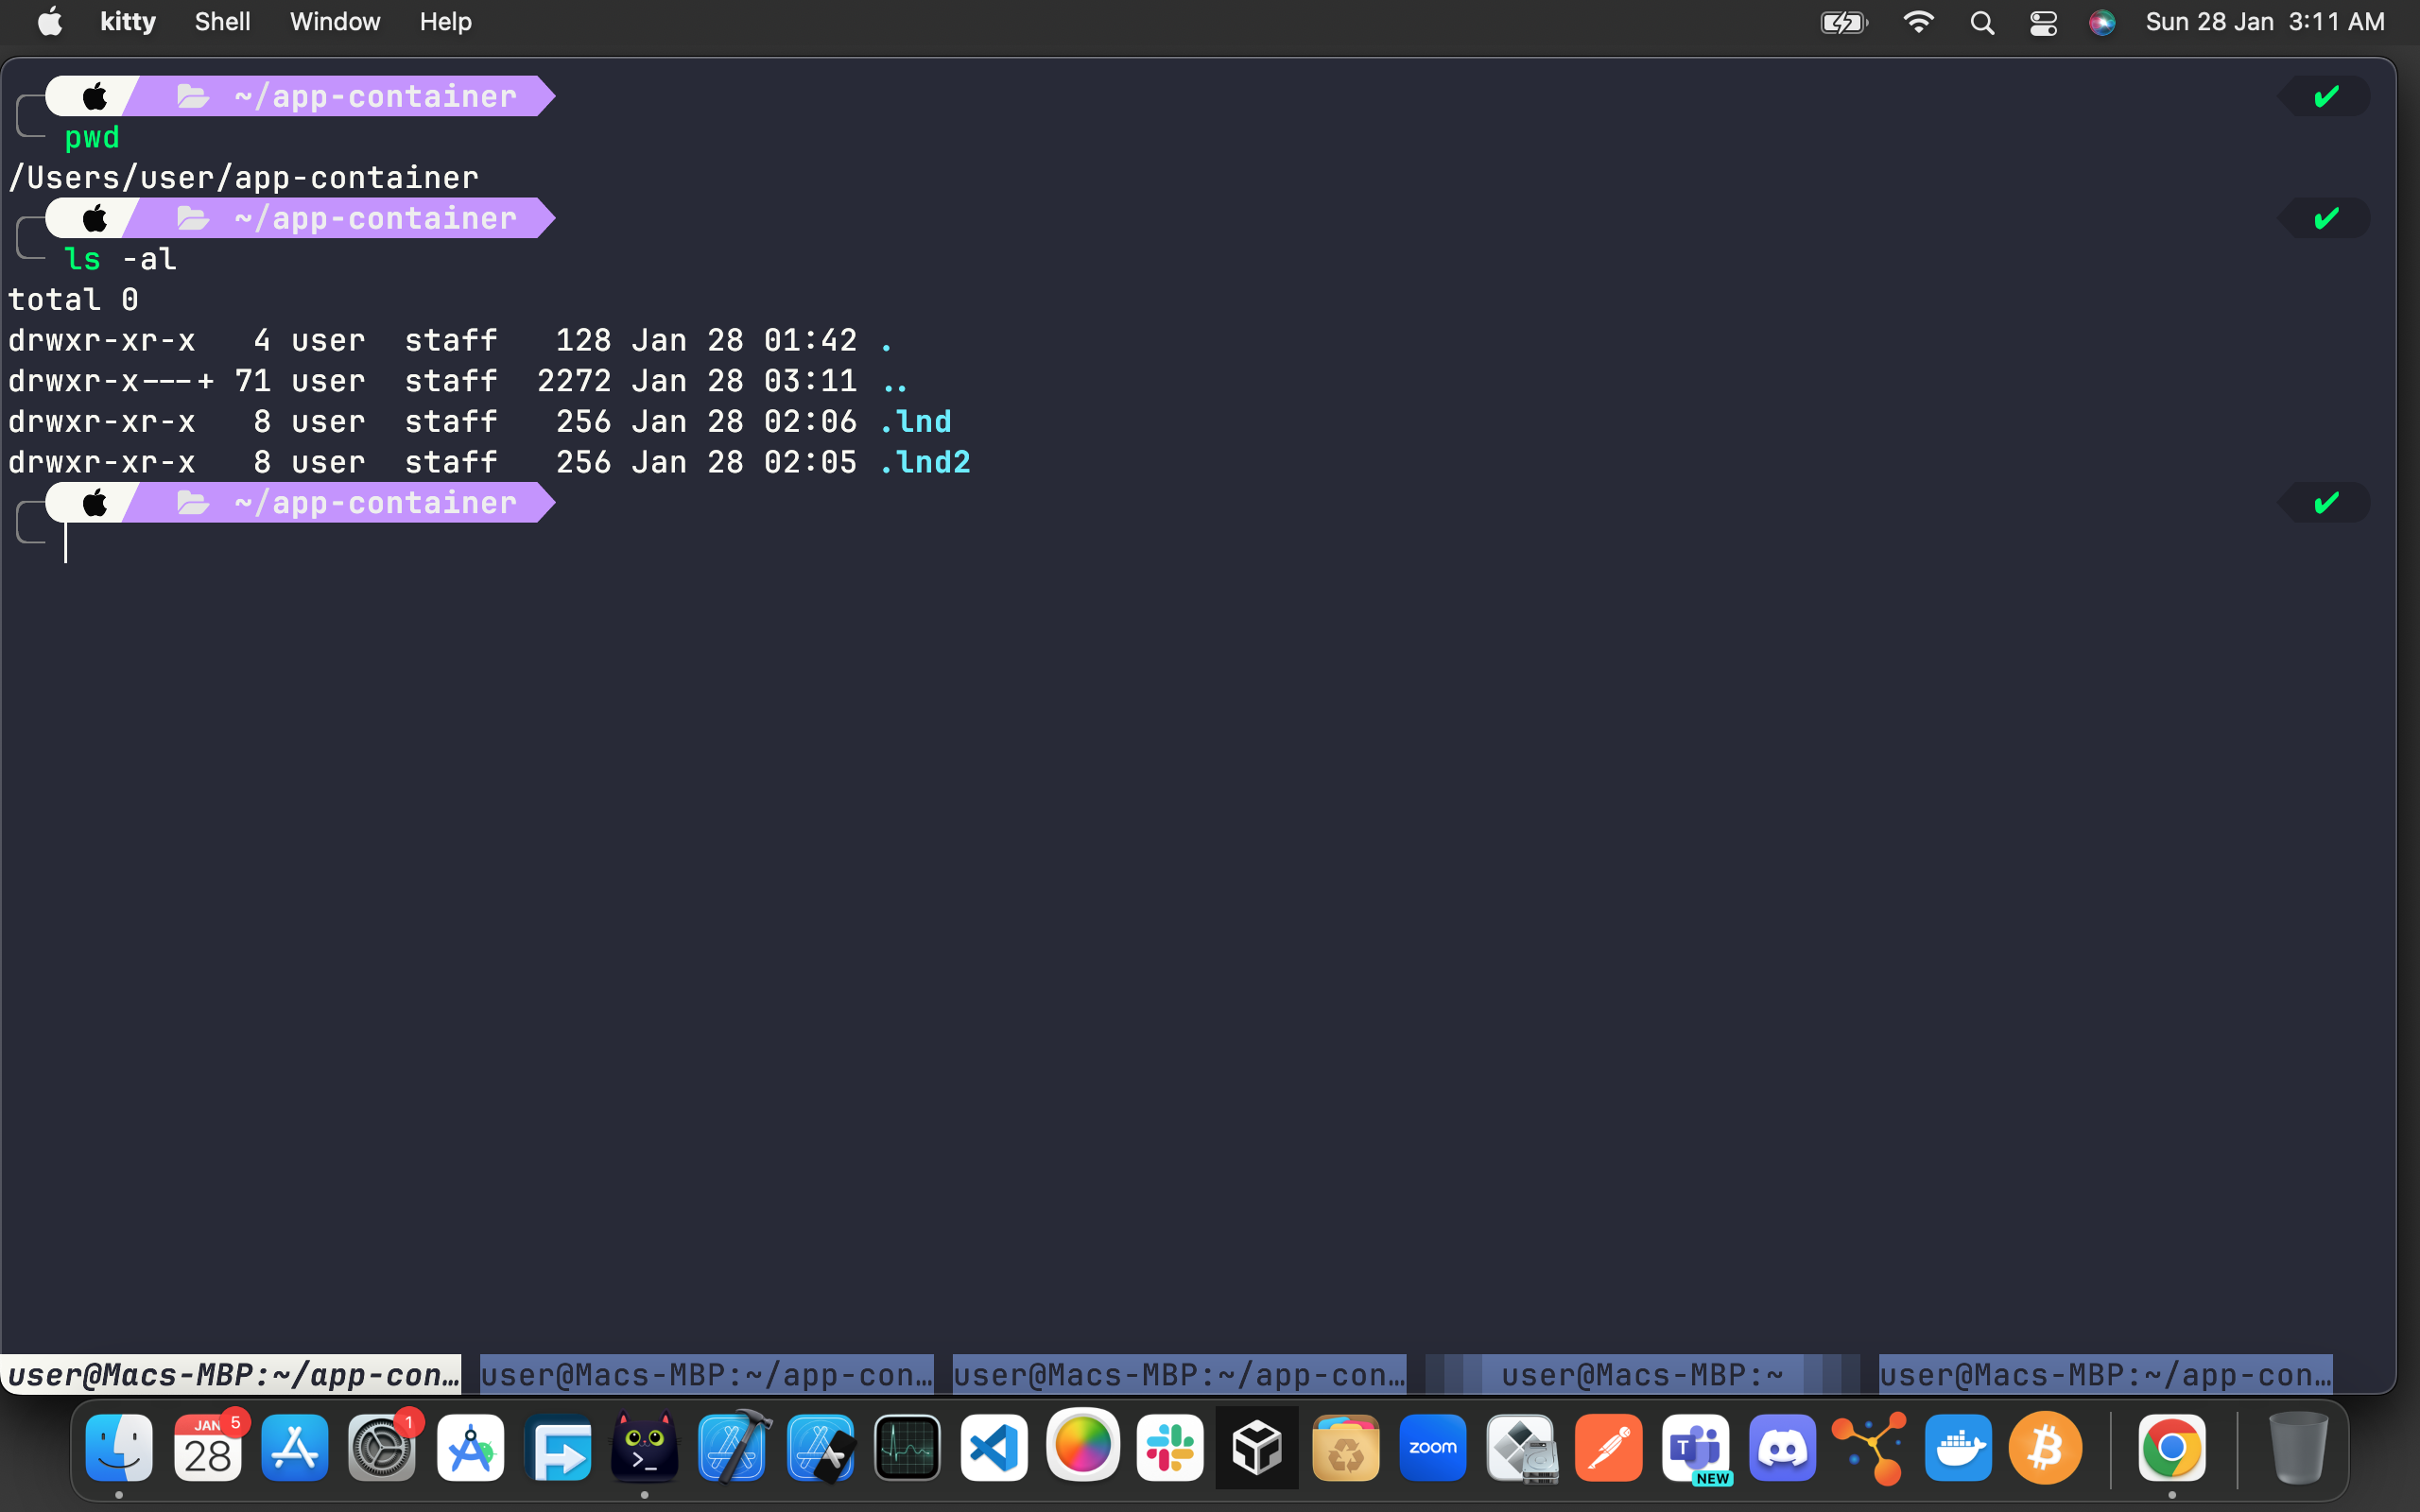 kitty Shell Window Help Sun 28 Jan 3:11 AM
~/app-container ✔
pwd
/Users/user/app-container
~/app-container ✔
ls -al
total 0
drwxr-xr-x 4 user staff 128 Jan 28 01:42 .
drwxr-x---+ 71 user staff 2272 Jan 28 03:11 ..
drwxr-xr-x 8 user staff 256 Jan 28 02:06 .lnd
drwxr-xr-x 8 user staff 256 Jan 28 02:05 .lnd2
~/app-container ✔
user@Macs-MBP:~/app-con… user@Macs-MBP:~/app-con… user@Macs-MBP:~/app-con… user@Macs-MBP:~ user@Macs-MBP:~/app-con…
JAN 5 1
28 >_ zoom T NEW